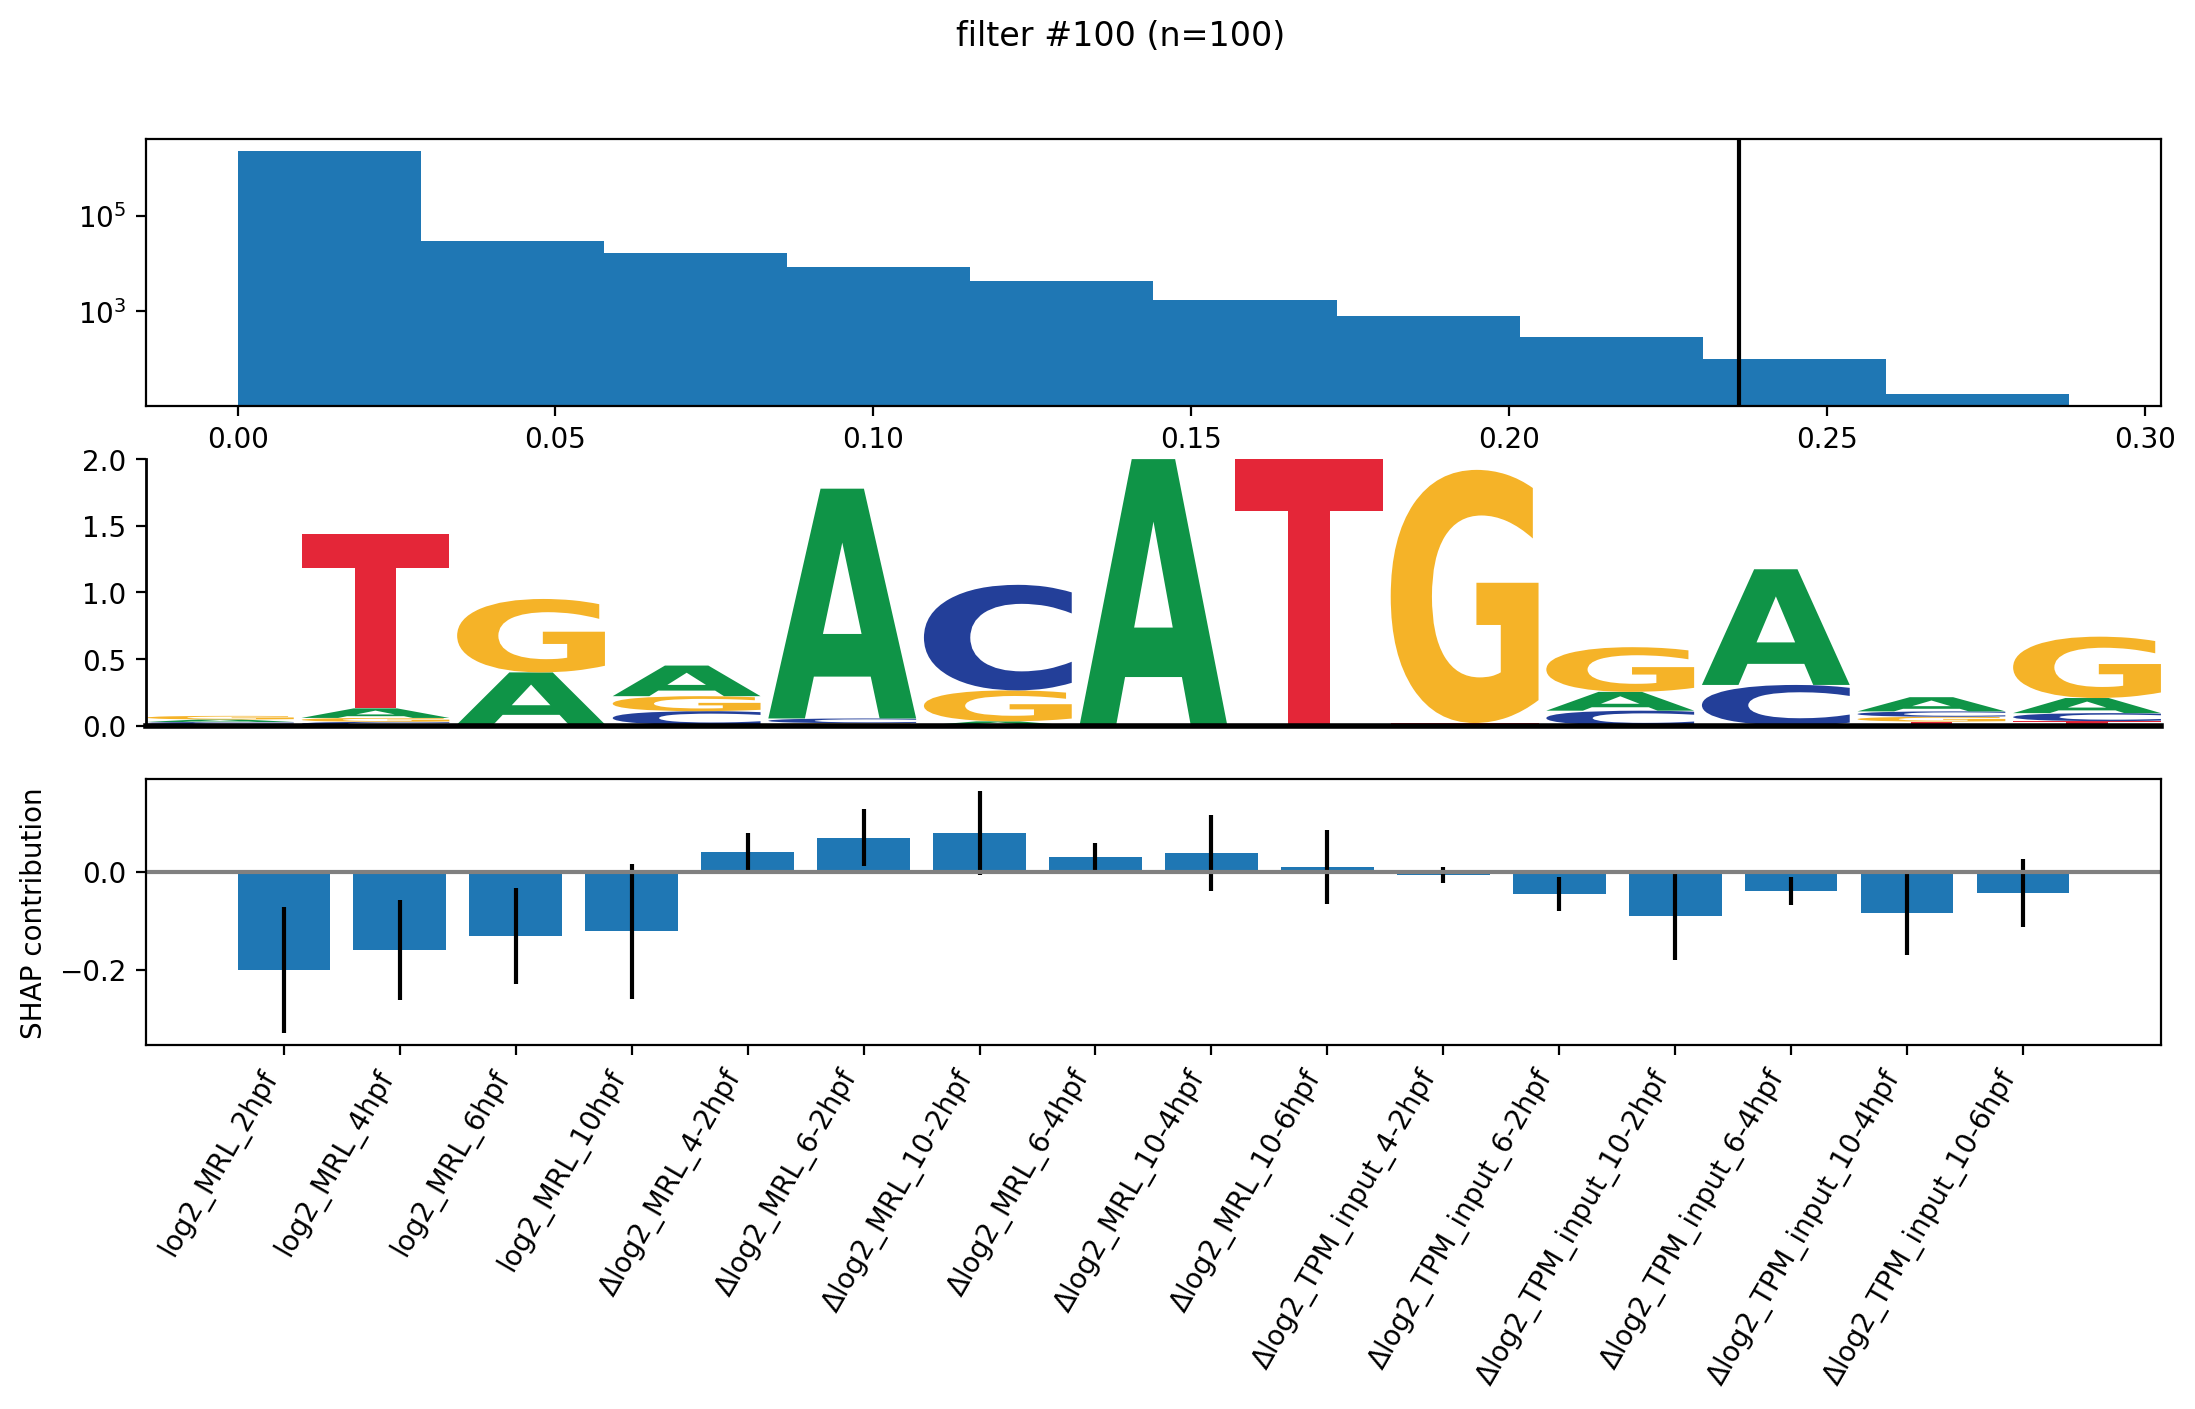 filter #100 (n=100)
10^5
10^3
0.00 0.05 0.10 0.15 0.20 0.25 0.30
2.0
1.5
1.0
0.5
0.0
T G A A G C A C C G A T G G A C A C A G A C
SHAP contribution
0.0
−0.2
log2_MRL_2hpf
log2_MRL_4hpf
log2_MRL_6hpf
log2_MRL_10hpf
Δlog2_MRL_4-2hpf
Δlog2_MRL_6-2hpf
Δlog2_MRL_10-2hpf
Δlog2_MRL_6-4hpf
Δlog2_MRL_10-4hpf
Δlog2_MRL_10-6hpf
Δlog2_TPM_input_4-2hpf
Δlog2_TPM_input_6-2hpf
Δlog2_TPM_input_10-2hpf
Δlog2_TPM_input_6-4hpf
Δlog2_TPM_input_10-4hpf
Δlog2_TPM_input_10-6hpf